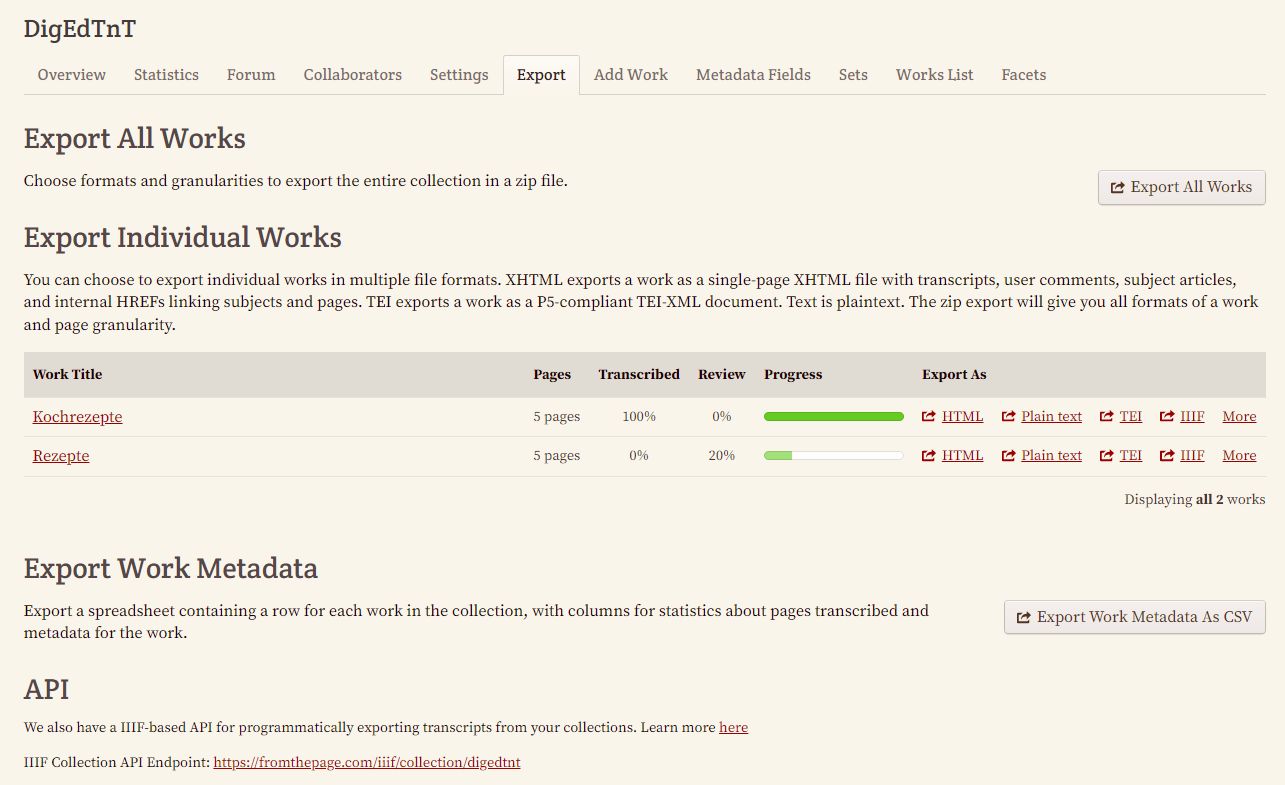 DigEdTnT
Overview Statistics Forum Collaborators Settings Export Add Work Metadata Fields Sets Works List Facets
Export All Works
Choose formats and granularities to export the entire collection in a zip file.
Export All Works
Export Individual Works
You can choose to export individual works in multiple file formats. XHTML exports a work as a single-page XHTML file with transcripts, user comments, subject articles,
and internal HREFs linking subjects and pages. TEI exports a work as a P5-compliant TEI-XML document. Text is plaintext. The zip export will give you all formats of a work
and page granularity.
Work Title Pages Transcribed Review Progress Export As
Kochrezepte 5 pages 100% 0% HTML Plain text TEI IIIF More
Rezepte 5 pages 0% 20% HTML Plain text TEI IIIF More
Displaying all 2 works
Export Work Metadata
Export a spreadsheet containing a row for each work in the collection, with columns for statistics about pages transcribed and
metadata for the work.
Export Work Metadata As CSV
API
We also have a IIIF-based API for programmatically exporting transcripts from your collections. Learn more here
IIIF Collection API Endpoint: https://fromthepage.com/iiif/collection/digedtnt